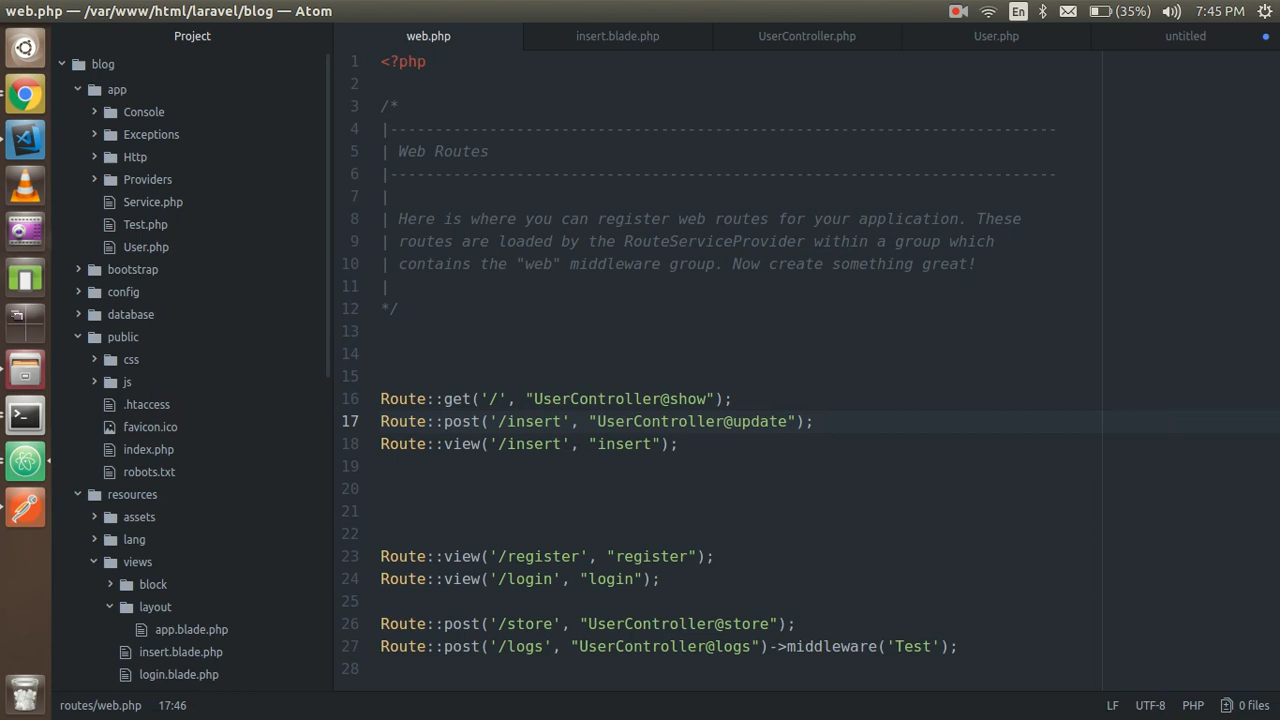 web.php — /var/www/html/laravel/blog — Atom
En
(35%)
7:45 PM
Project
blog
app
Console
Exceptions
Http
Providers
Service.php
Test.php
User.php
bootstrap
config
database
public
css
js
.htaccess
favicon.ico
index.php
robots.txt
resources
assets
lang
views
block
layout
app.blade.php
insert.blade.php
login.blade.php
web.php
insert.blade.php
UserController.php
User.php
untitled
1 <?php
2
3 /*
4 |--------------------------------------------------------------------------
5 | Web Routes
6 |--------------------------------------------------------------------------
7 |
8 | Here is where you can register web routes for your application. These
9 | routes are loaded by the RouteServiceProvider within a group which
10 | contains the "web" middleware group. Now create something great!
11 |
12 */
13
14
15
16 Route::get('/', "UserController@show");
17 Route::post('/insert', "UserController@update");
18 Route::view('/insert', "insert");
19
20
21
22
23 Route::view('/register', "register");
24 Route::view('/login', "login");
25
26 Route::post('/store', "UserController@store");
27 Route::post('/logs', "UserController@logs")->middleware('Test');
28
routes/web.php 17:46
LF
UTF-8
PHP
0 files